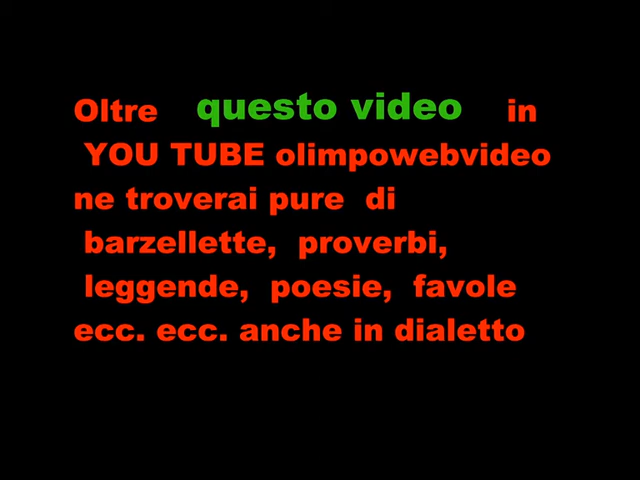 Oltre questo video in
YOU TUBE olimpowebvideo
ne troverai pure di
barzellette, proverbi,
leggende, poesie, favole
ecc. ecc. anche in dialetto